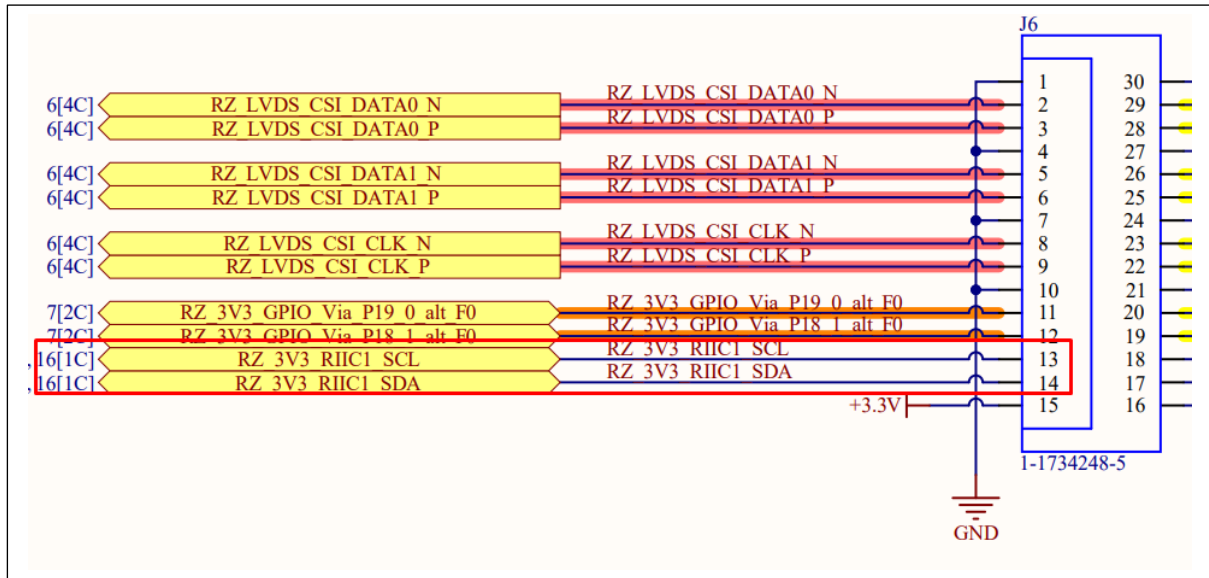 J6
1 30
6[4C] RZ_LVDS_CSI_DATA0_N RZ_LVDS_CSI_DATA0_N 2 29
6[4C] RZ_LVDS_CSI_DATA0_P RZ_LVDS_CSI_DATA0_P 3 28
4 27
6[4C] RZ_LVDS_CSI_DATA1_N RZ_LVDS_CSI_DATA1_N 5 26
6[4C] RZ_LVDS_CSI_DATA1_P RZ_LVDS_CSI_DATA1_P 6 25
7 24
6[4C] RZ_LVDS_CSI_CLK_N RZ_LVDS_CSI_CLK_N 8 23
6[4C] RZ_LVDS_CSI_CLK_P RZ_LVDS_CSI_CLK_P 9 22
10 21
7[2C] RZ_3V3_GPIO_Via_P19_0_alt_F0 RZ_3V3_GPIO_Via_P19_0_alt_F0 11 20
7[2C] RZ_3V3_GPIO_Via_P18_1_alt_F0 RZ_3V3_GPIO_Via_P18_1_alt_F0 12 19
,16[1C] RZ_3V3_RIIC1_SCL RZ_3V3_RIIC1_SCL 13 18
,16[1C] RZ_3V3_RIIC1_SDA RZ_3V3_RIIC1_SDA 14 17
+3.3V 15 16
1-1734248-5
GND